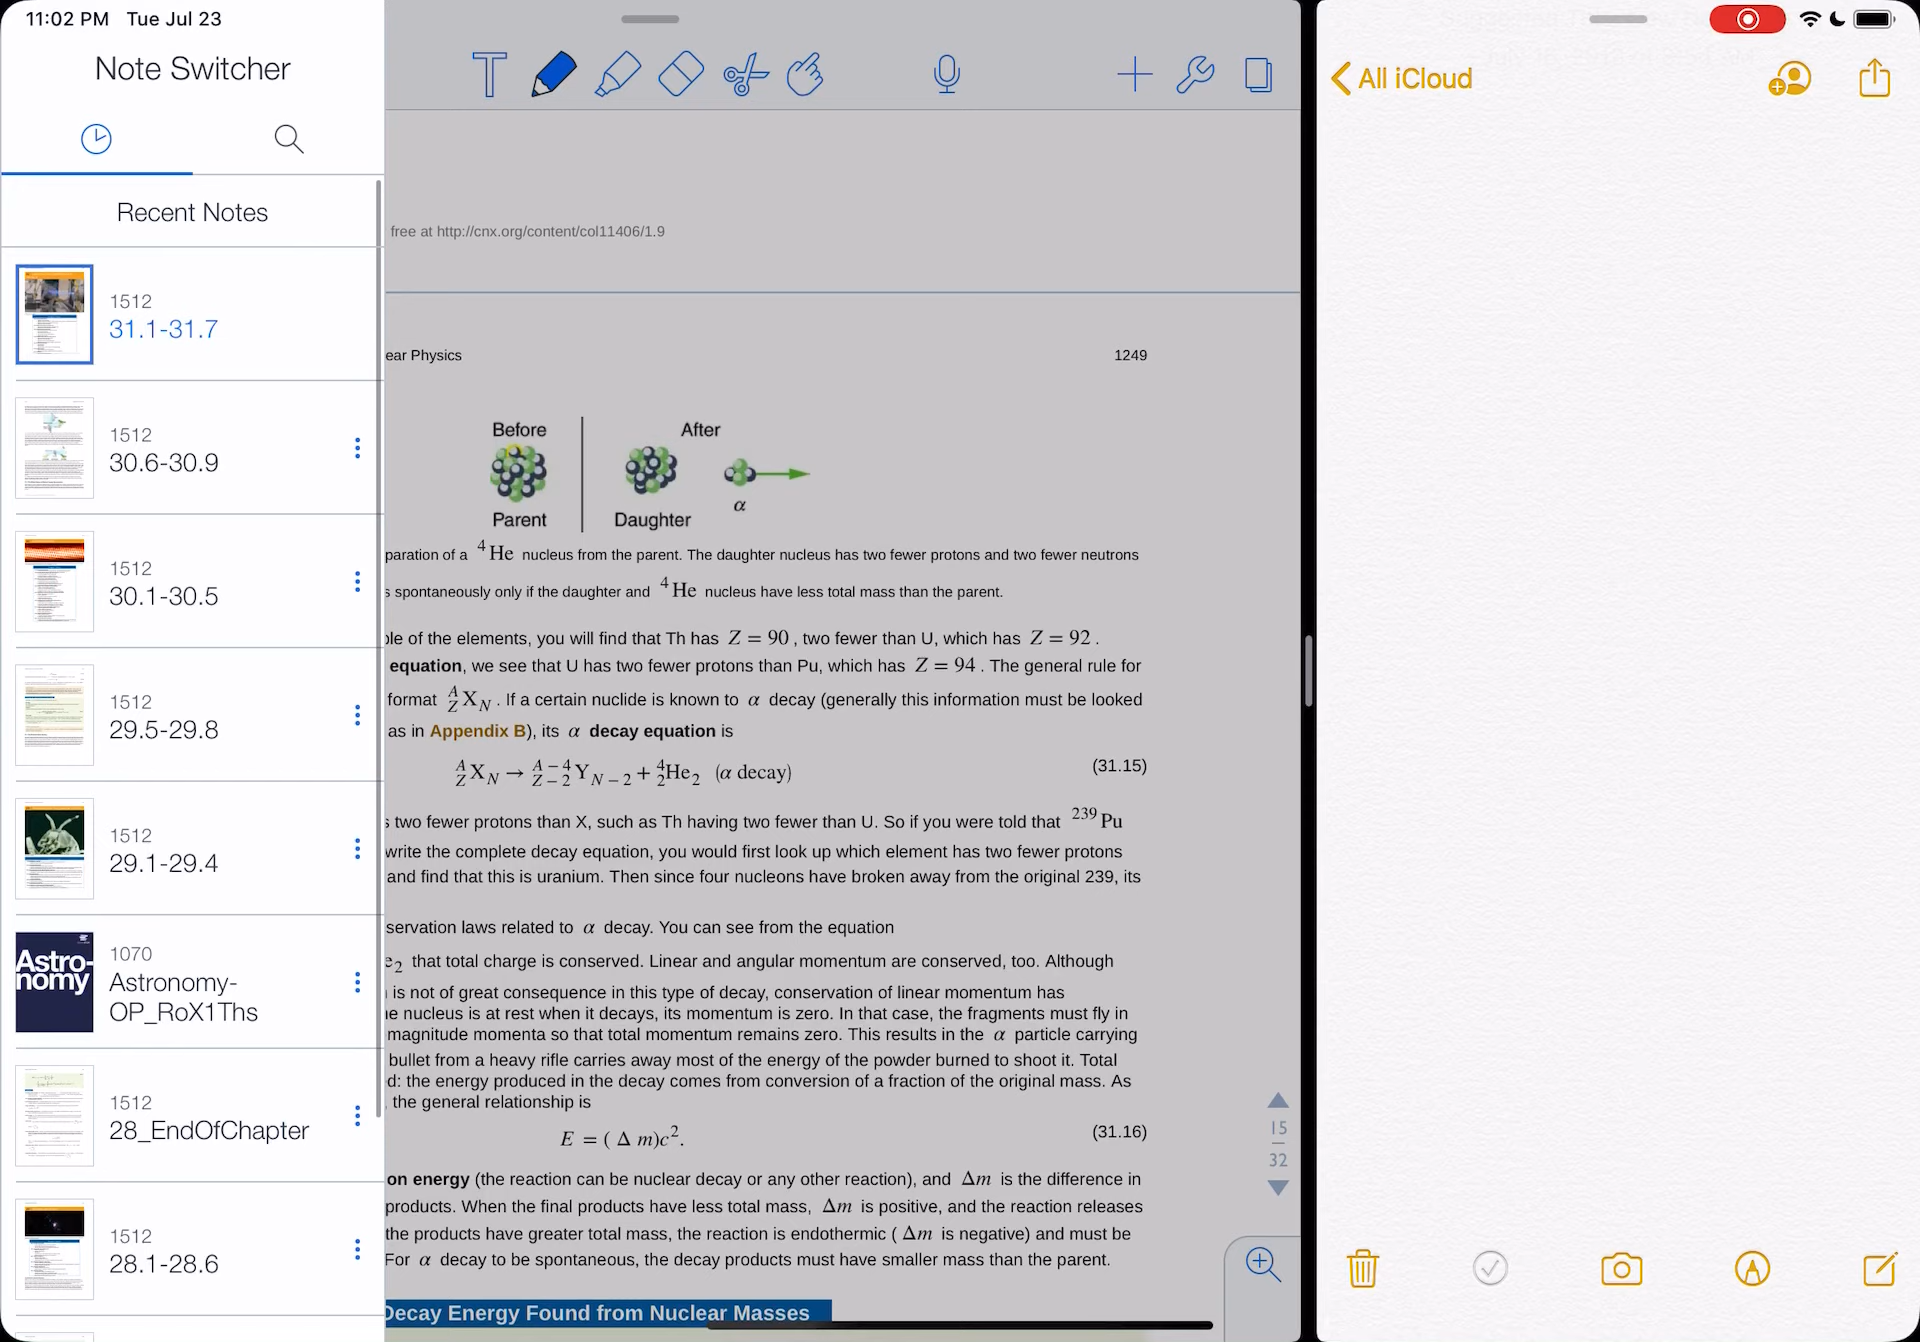 11:02 PM Tue Jul 23
Note Switcher
Recent Notes
1512
31.1-31.7
1512
30.6-30.9
1512
30.1-30.5
1512
29.5-29.8
1512
29.1-29.4
Astro-
nomy
1070
Astronomy-
OP_RoX1Ths
1512
28_EndOfChapter
1512
28.1-28.6
T
free at http://cnx.org/content/col11406/1.9
ear Physics 1249
Before After
Parent Daughter α
paration of a ⁴He nucleus from the parent. The daughter nucleus has two fewer protons and two fewer neutrons
s spontaneously only if the daughter and ⁴He nucleus have less total mass than the parent.
ole of the elements, you will find that Th has Z = 90, two fewer than U, which has Z = 92.
equation, we see that U has two fewer protons than Pu, which has Z = 94. The general rule for
format ᴬ_Z X_N. If a certain nuclide is known to α decay (generally this information must be looked
as in Appendix B), its α decay equation is
ᴬ_Z X_N → ^{A−4}_{Z−2} Y_{N−2} + ⁴₂He₂ (α decay) (31.15)
s two fewer protons than X, such as Th having two fewer than U. So if you were told that ²³⁹Pu
write the complete decay equation, you would first look up which element has two fewer protons
and find that this is uranium. Then since four nucleons have broken away from the original 239, its
servation laws related to α decay. You can see from the equation
e₂ that total charge is conserved. Linear and angular momentum are conserved, too. Although
is not of great consequence in this type of decay, conservation of linear momentum has
e nucleus is at rest when it decays, its momentum is zero. In that case, the fragments must fly in
magnitude momenta so that total momentum remains zero. This results in the α particle carrying
bullet from a heavy rifle carries away most of the energy of the powder burned to shoot it. Total
d: the energy produced in the decay comes from conversion of a fraction of the original mass. As
, the general relationship is
E = ( Δ m)c². (31.16)
on energy (the reaction can be nuclear decay or any other reaction), and Δm is the difference in
products. When the final products have less total mass, Δm is positive, and the reaction releases
the products have greater total mass, the reaction is endothermic ( Δm is negative) and must be
For α decay to be spontaneous, the decay products must have smaller mass than the parent.
Decay Energy Found from Nuclear Masses
15
32
All iCloud